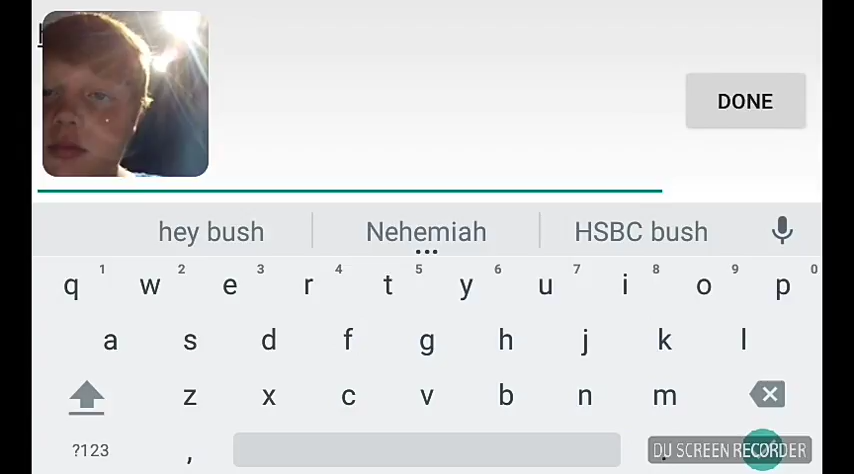 DONE
hey bush Nehemiah HSBC bush
1 2 3 4 5 6 7 8 9 0
q w e r t y u i o p
a s d f g h j k l
z x c v b n m
?123 , DU SCREEN RECORDER